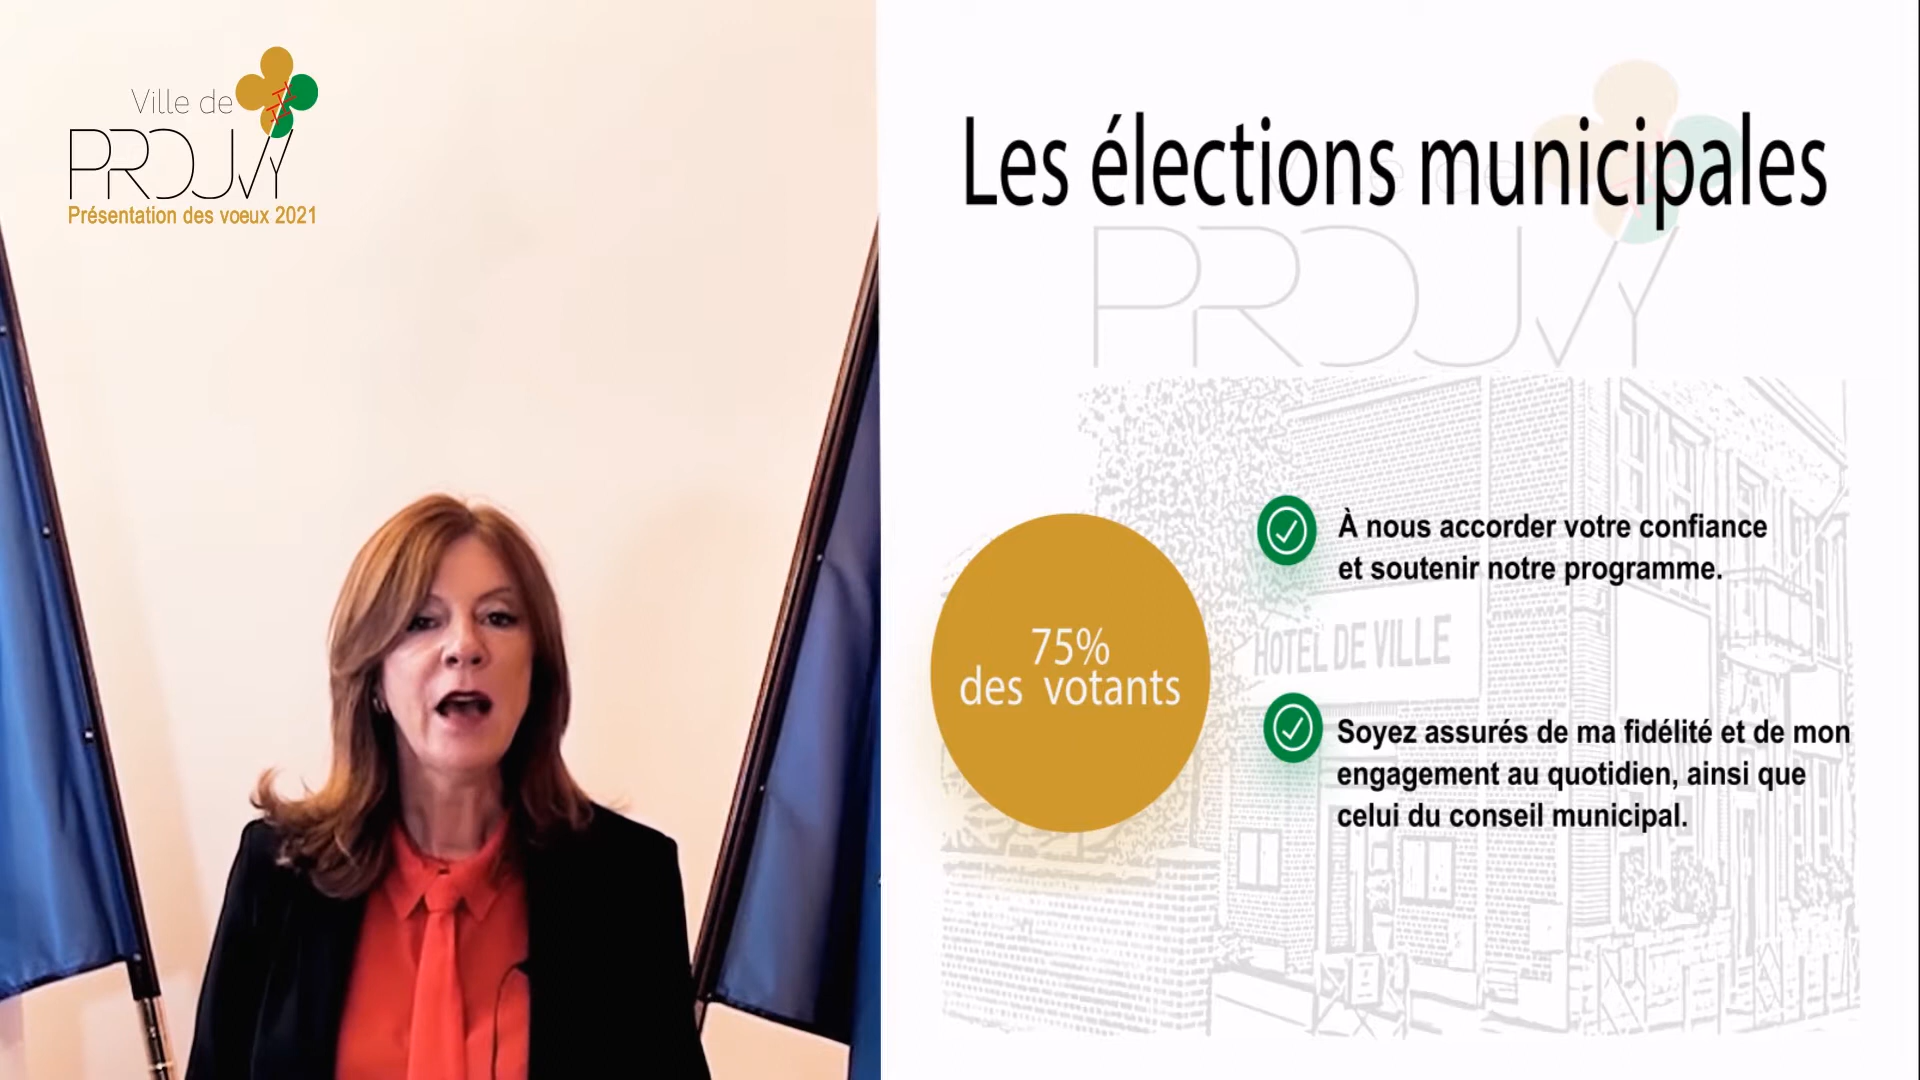 Ville de
PROUVY
Présentation des voeux 2021
Les élections municipales
Ville de
PROUVY
À nous accorder votre confiance
et soutenir notre programme.
75%
des votants
HOTEL DE VILLE
Soyez assurés de ma fidélité et de mon
engagement au quotidien, ainsi que
celui du conseil municipal.